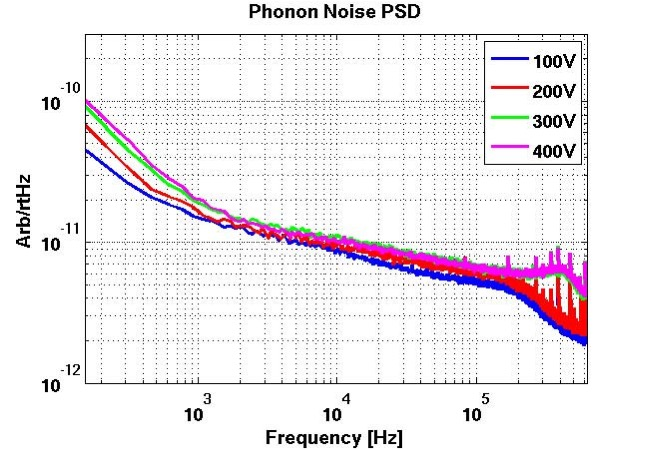 Phonon Noise PSD
100V
200V
300V
400V
Arb/rtHz
10^-10
10^-11
10^-12
10^3 10^4 10^5
Frequency [Hz]